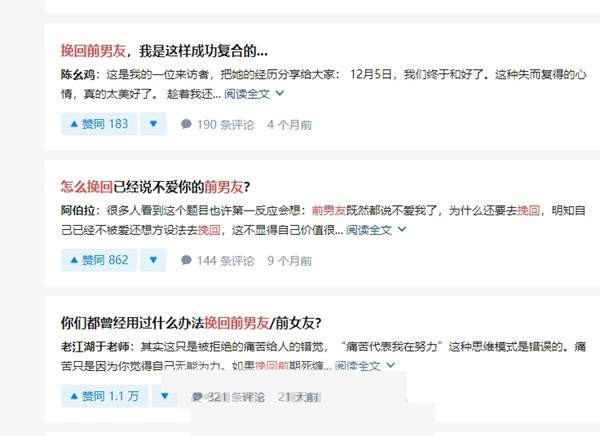 挽回前男友，我是这样成功复合的...
陈幺鸡：这是我的一位来访者，把她的经历分享给大家： 12月5日，我们终于和好了。这种失而复得的心
情，真的太美好了。 趁着我还... 阅读全文
赞同 183 190 条评论 4 个月前
怎么挽回已经说不爱你的前男友?
阿伯拉：很多人看到这个题目也许第一反应会想：前男友既然都说不爱我了，为什么还要去挽回，明知自
己已经不被爱还想方设法去挽回，这不显得自己价值很... 阅读全文
赞同 862 144 条评论 9 个月前
你们都曾经用过什么办法挽回前男友/前女友?
老江湖于老师：其实这只是被拒绝的痛苦给人的错觉，“痛苦代表我在努力”这种思维模式是错误的。痛
苦只是因为你觉得自己无能为力。如果挽回前期死缠... 阅读全文
赞同 1.1 万 321 条评论 天前